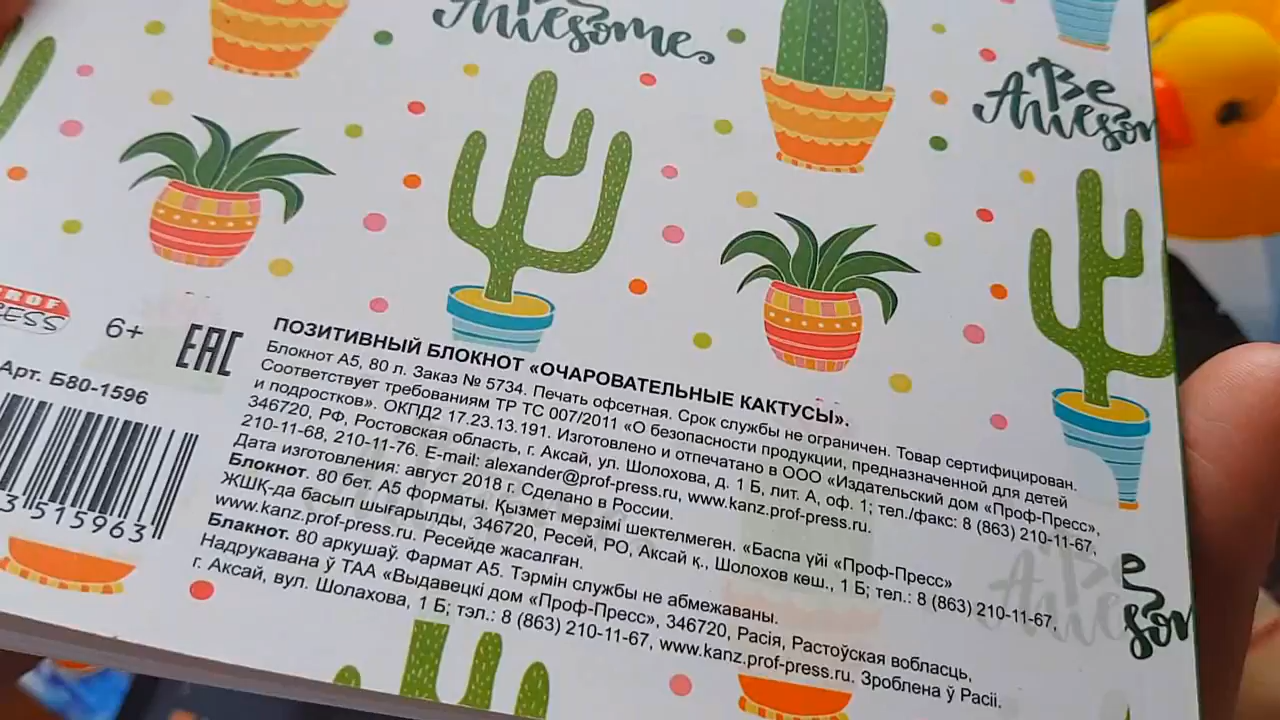 Be
Awesome
Be
PROF
6+
ЕАС
Арт. Б80-1596
3 515963
ПОЗИТИВНЫЙ БЛОКНОТ «ОЧАРОВАТЕЛЬНЫЕ КАКТУСЫ».
Блокнот А5, 80 л. Заказ № 5734. Печать офсетная. Срок службы не ограничен. Товар сертифицирован.
Соответствует требованиям ТР ТС 007/2011 «О безопасности продукции, предназначенной для детей
и подростков». ОКПД2 17.23.13.191. Изготовлено и отпечатано в ООО «Издательский дом «Проф-Пресс»,
346720, РФ, Ростовская область, г. Аксай, ул. Шолохова, д. 1 Б, лит. А, оф. 1; тел./факс: 8 (863) 210-11-67,
210-11-68, 210-11-76. E-mail: alexander@prof-press.ru, www.kanz.prof-press.ru.
Дата изготовления: август 2018 г. Сделано в России.
Блокнот. 80 бет. А5 форматы. Қызмет мерзімі шектелмеген. «Баспа үйі «Проф-Пресс»
ЖШҚ-да басып шығарылды, 346720, Ресей, РО, Аксай қ., Шолохов көш., 1 Б; тел.: 8 (863) 210-11-67,
www.kanz.prof-press.ru. Ресейде жасалған.
Блакнот. 80 аркушаў. Фармат А5. Тэрмін службы не абмежаваны.
Надрукавана ў ТАА «Выдавецкі дом «Проф-Пресс», 346720, Расія, Растоўская вобласць,
г. Аксай, вул. Шолахова, 1 Б; тэл.: 8 (863) 210-11-67, www.kanz.prof-press.ru. Зроблена ў Расіі.